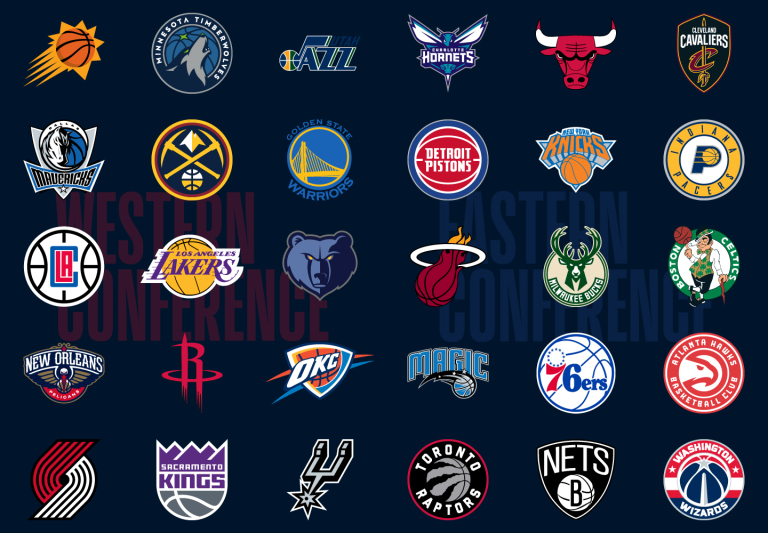 MINNESOTA TIMBERWOLVES
UTAH
JAZZ
CHARLOTTE
HORNETS
CLEVELAND
CAVALIERS
C
DALLAS
MAVERICKS
GOLDEN STATE
WARRIORS
DETROIT
PISTONS
NEW YORK
KNICKS
INDIANA
PACERS
P
WESTERN
CONFERENCE
EASTERN
CONFERENCE
LA
LOS ANGELES
LAKERS
MILWAUKEE BUCKS
BOSTON
CELTICS
NEW ORLEANS
PELICANS
R
OKC
MAGIC
76ers
ATLANTA HAWKS
BASKETBALL CLUB
SACRAMENTO
KINGS
TORONTO
RAPTORS
NETS
B
WASHINGTON
WIZARDS